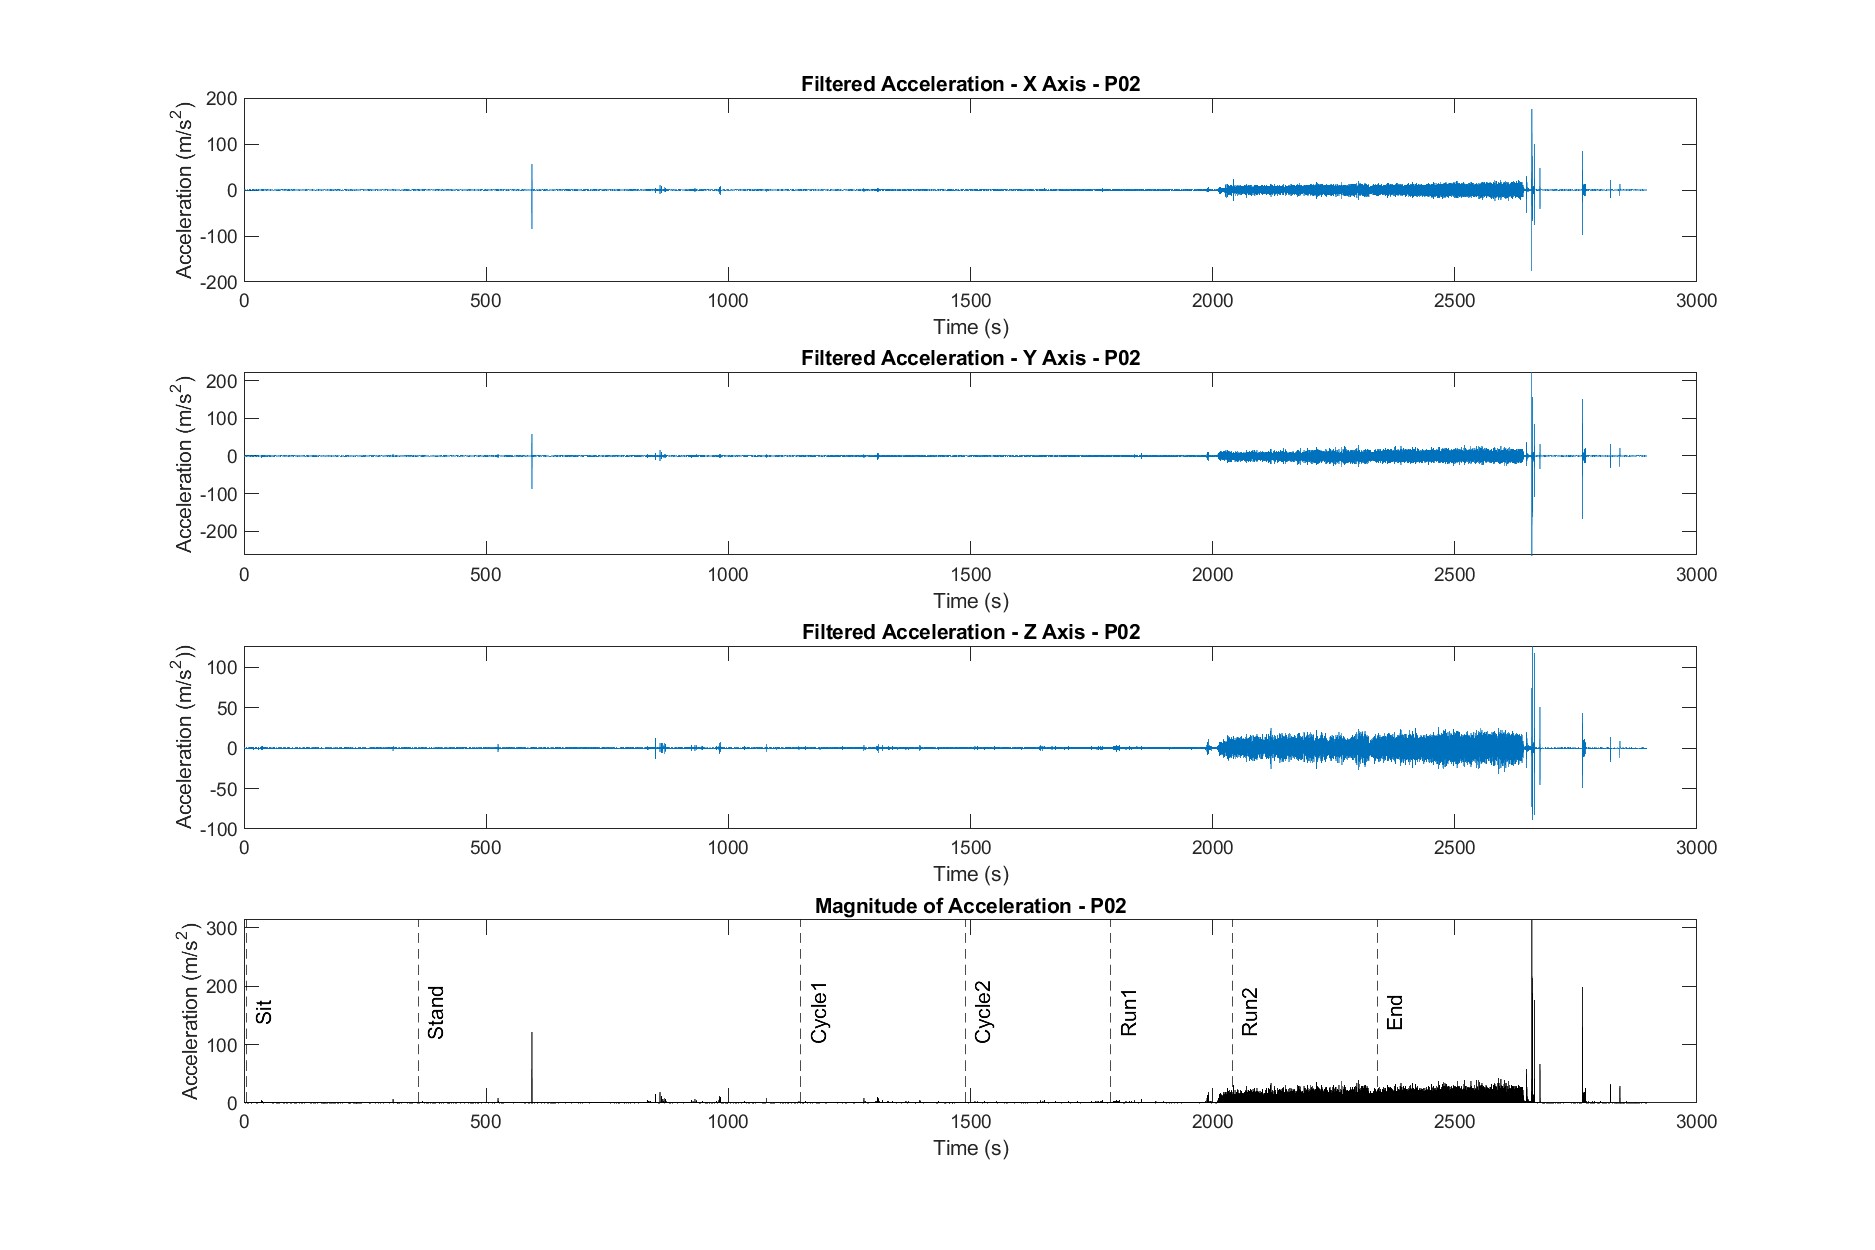 Filtered Acceleration - X Axis - P02
Acceleration (m/s²)
200
100
0
-100
-200
0 500 1000 1500 2000 2500 3000
Time (s)
Filtered Acceleration - Y Axis - P02
Acceleration (m/s²)
200
100
0
-100
-200
0 500 1000 1500 2000 2500 3000
Time (s)
Filtered Acceleration - Z Axis - P02
Acceleration (m/s²))
100
50
0
-50
-100
0 500 1000 1500 2000 2500 3000
Time (s)
Magnitude of Acceleration - P02
Acceleration (m/s²)
300
200
100
0
Sit
Stand
Cycle1
Cycle2
Run1
Run2
End
0 500 1000 1500 2000 2500 3000
Time (s)